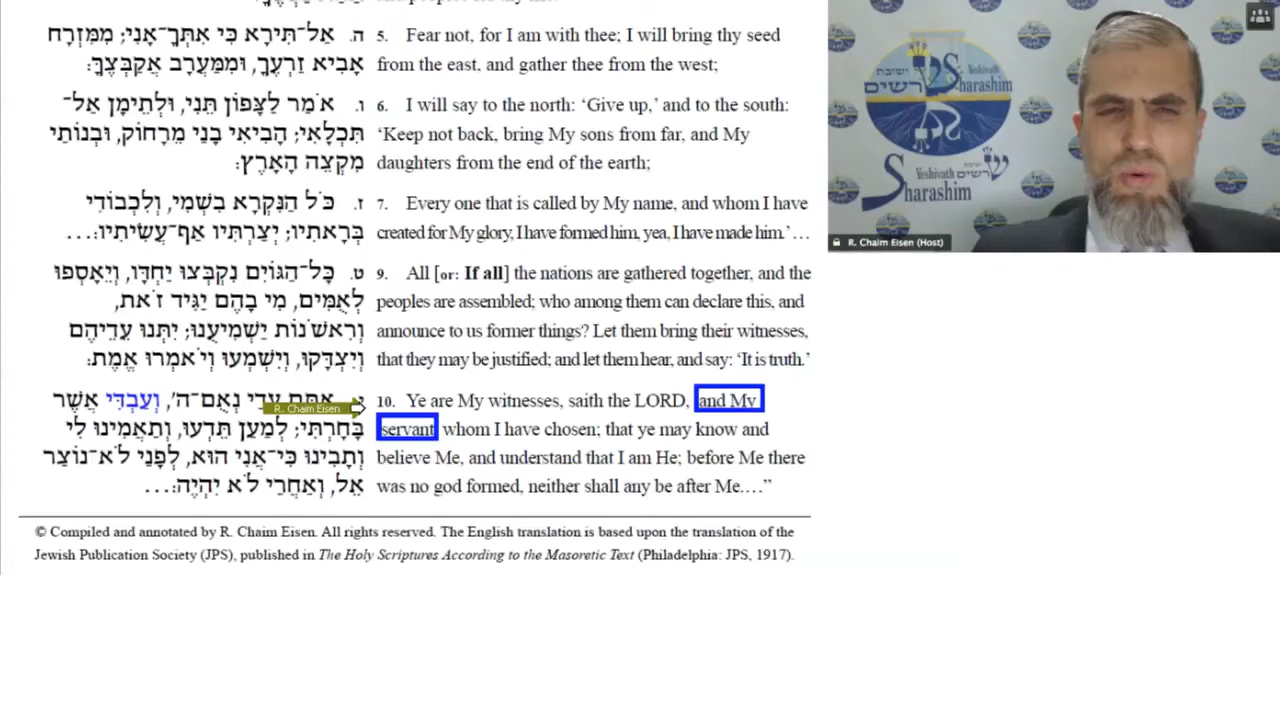 ה. אַל־תִּירָא כִּי אִתְּךָ־אָנִי; מִמִּזְרָח
אָבִיא זַרְעֶךָ, וּמִמַּעֲרָב אֲקַבְּצֶךָּ:
ו. אֹמַר לַצָּפוֹן תֵּנִי, וּלְתֵימָן אַל־
תִּכְלָאִי; הָבִיאִי בָנַי מֵרָחוֹק, וּבְנוֹתַי
מִקְצֵה הָאָרֶץ:
ז. כֹּל הַנִּקְרָא בִשְׁמִי, וְלִכְבוֹדִי
בְּרָאתִיו; יְצַרְתִּיו אַף־עֲשִׂיתִיו:...
ט. כָּל־הַגּוֹיִם נִקְבְּצוּ יַחְדָּו, וְיֵאָסְפוּ
לְאֻמִּים, מִי בָהֶם יַגִּיד זֹאת,
וְרִאשֹׁנוֹת יַשְׁמִיעֻנוּ; יִתְּנוּ עֵדֵיהֶם
וְיִצְדָּקוּ, וְיִשְׁמְעוּ וְיֹאמְרוּ אֱמֶת:
נְאֻם־ה', וְעַבְדִּי אֲשֶׁר
בָּחָרְתִּי; לְמַעַן תֵּדְעוּ, וְתַאֲמִינוּ לִי
וְתָבִינוּ כִּי־אֲנִי הוּא, לְפָנַי לֹא־נוֹצַר
אֵל, וְאַחֲרַי לֹא יִהְיֶה:...
5. Fear not, for I am with thee; I will bring thy seed
from the east, and gather thee from the west;
6. I will say to the north: ‘Give up,’ and to the south:
‘Keep not back, bring My sons from far, and My
daughters from the end of the earth;
7. Every one that is called by My name, and whom I have
created for My glory, I have formed him, yea, I have made him.’…
9. All [or: If all] the nations are gathered together, and the
peoples are assembled; who among them can declare this, and
announce to us former things? Let them bring their witnesses,
that they may be justified; and let them hear, and say: ‘It is truth.’
10. Ye are My witnesses, saith the LORD, and My
servant whom I have chosen; that ye may know and
believe Me, and understand that I am He; before Me there
was no god formed, neither shall any be after Me….”
R. Chaim Eisen
© Compiled and annotated by R. Chaim Eisen. All rights reserved. The English translation is based upon the translation of the
Jewish Publication Society (JPS), published in The Holy Scriptures According to the Masoretic Text (Philadelphia: JPS, 1917).
ישיבת
שרשים
Yeshivath
Sharashim
ישיבת
שרשים
Yeshivath
Sharashim
R. Chaim Eisen (Host)